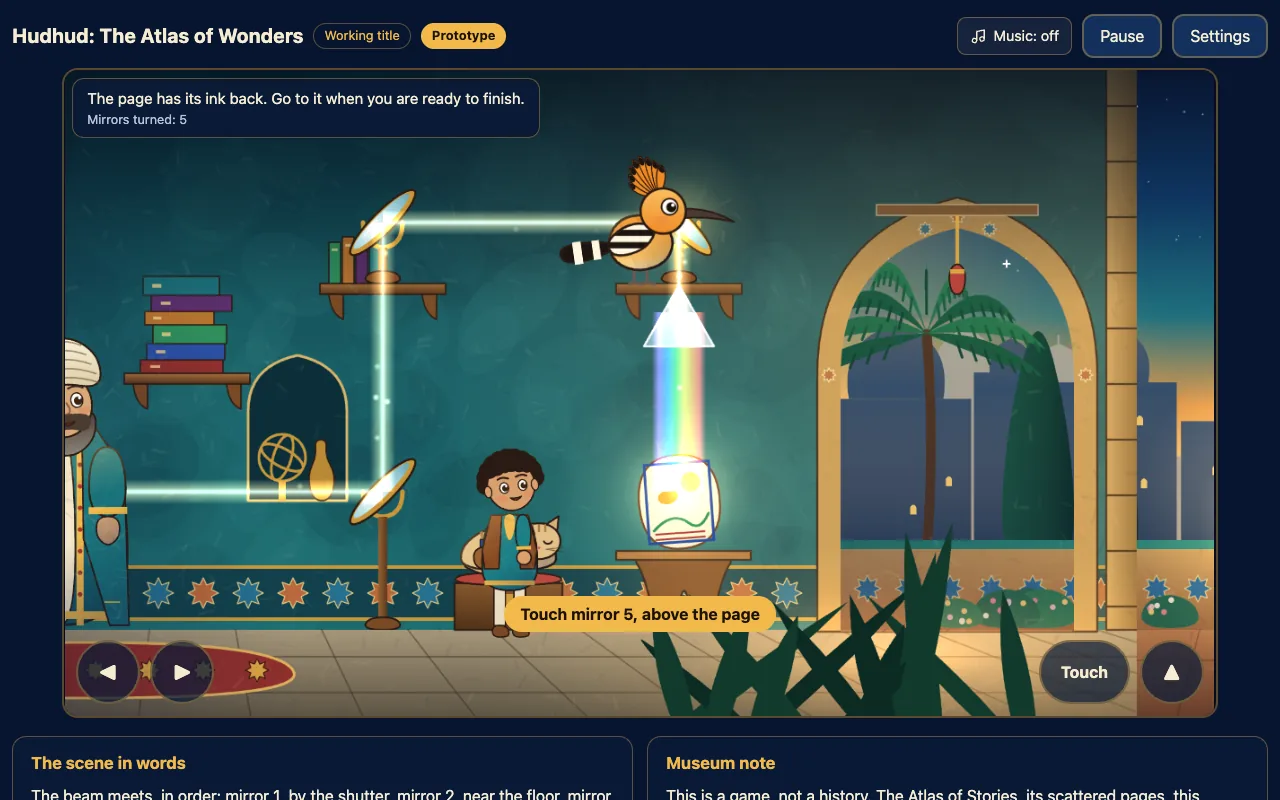 Hudhud: The Atlas of Wonders
Working title
Prototype
Music: off
Pause
Settings
The page has its ink back. Go to it when you are ready to finish.
Mirrors turned: 5
Touch mirror 5, above the page
Touch
The scene in words
The beam meets, in order: mirror 1, by the shutter, mirror 2, near the floor, mirror
Museum note
This is a game, not a history. The Atlas of Stories, its scattered pages, this